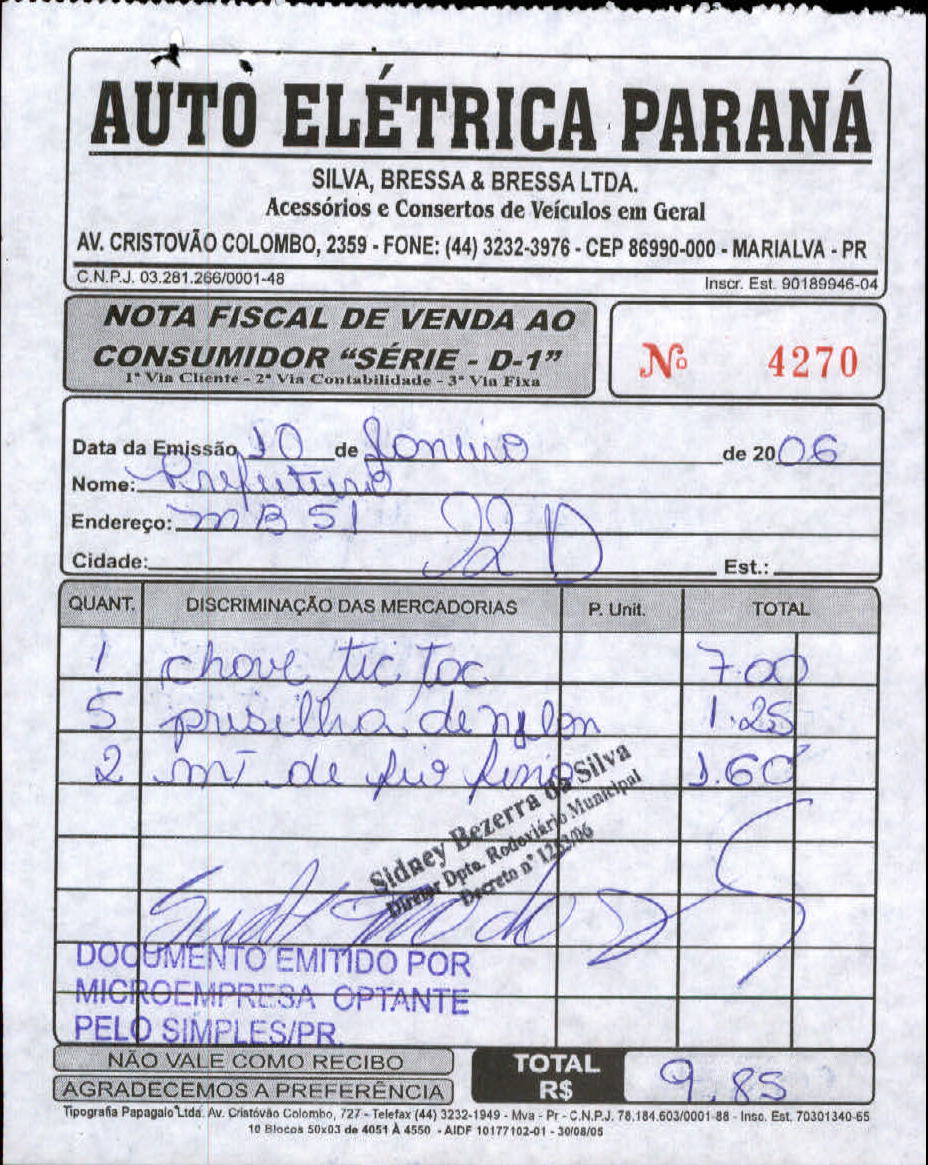 AUTO ELÉTRICA PARANÁ
SILVA, BRESSA & BRESSA LTDA.
Acessórios e Consertos de Veículos em Geral
AV. CRISTOVÃO COLOMBO, 2359 - FONE: (44) 3232-3976 - CEP 86990-000 - MARIALVA - PR
C.N.P.J. 03.281.266/0001-48 Inscr. Est. 90189946-04
NOTA FISCAL DE VENDA AO
CONSUMIDOR “SÉRIE - D-1”
1ª Via Cliente - 2ª Via Contabilidade - 3ª Via Fixa
Nº 4270
Data da Emissão 10 de Janeiro de 2006
Nome: Prefeitura
Endereço: MB 51
22 D
Cidade: Est.:
QUANT. DISCRIMINAÇÃO DAS MERCADORIAS P. Unit. TOTAL
1 chave tic tac 7.00
5 prisilha de nylon 1.25
2 mt de fio fino 1.60
Sidney Bezerra da Silva
Diretor Dpto. Rodoviário Municipal
Decreto nº
DOCUMENTO EMITIDO POR
MICROEMPRESA OPTANTE
PELO SIMPLES/PR.
NÃO VALE COMO RECIBO
AGRADECEMOS A PREFERÊNCIA
TOTAL
R$ 9.85
Tipografia Papagaio Ltda. Av. Cristóvão Colombo, 727 - Telefax (44) 3232-1949 - Mva - Pr - C.N.P.J. 78.184.603/0001-88 - Insc. Est. 70301340-65
10 Blocos 50x03 de 4051 À 4550 - AIDF 10177102-01 - 30/08/05